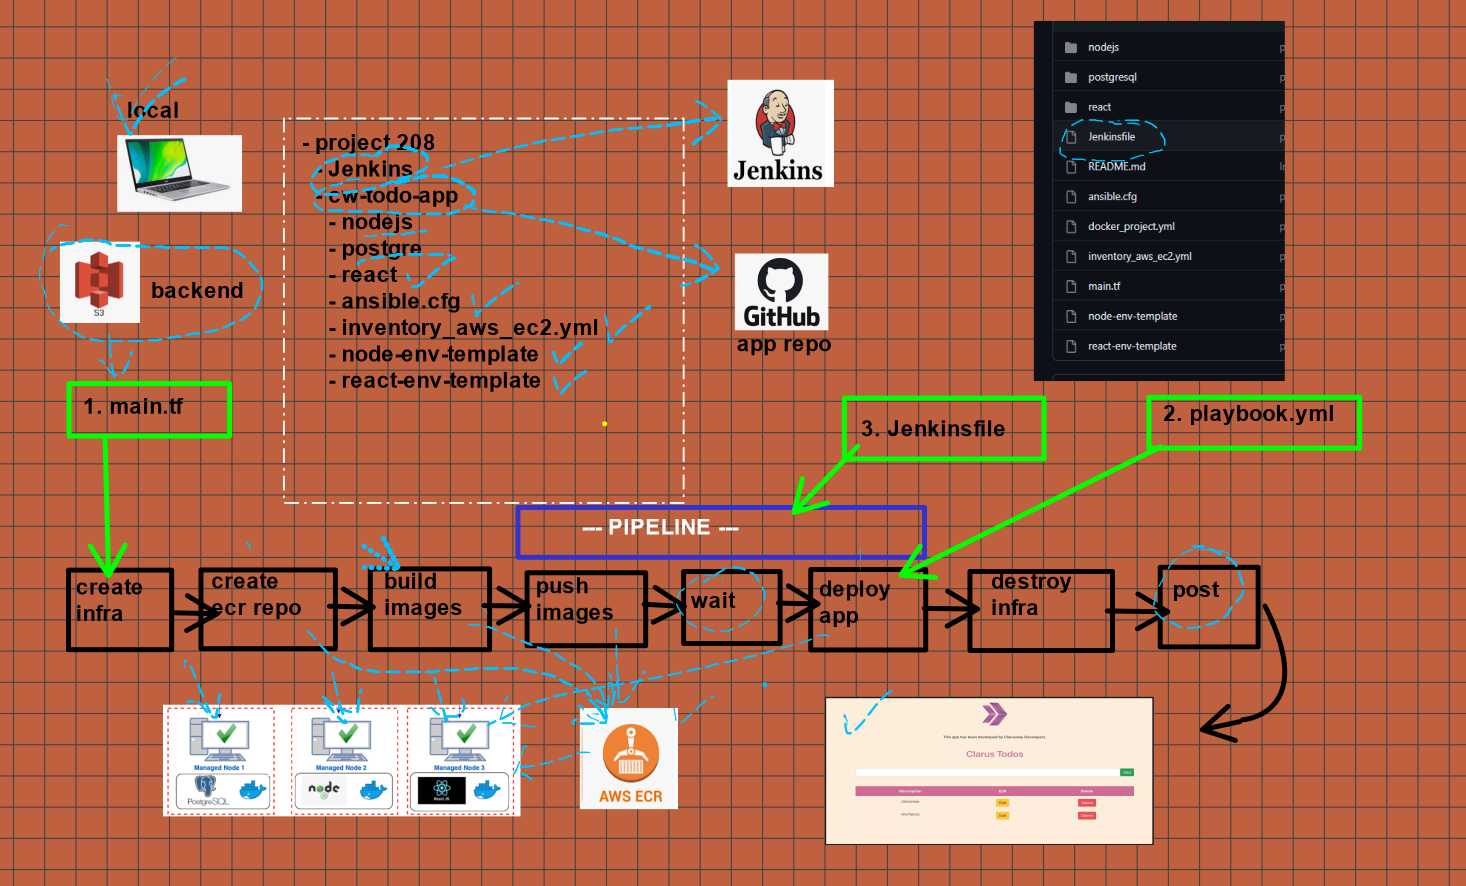 local
S3
backend
1. main.tf
- project 208
- Jenkins
- cw-todo-app
- nodejs
- postgre
- react
- ansible.cfg
- inventory_aws_ec2.yml
- node-env-template
- react-env-template
Jenkins
GitHub
app repo
nodejs
postgresql
react
Jenkinsfile
README.md
ansible.cfg
docker_project.yml
inventory_aws_ec2.yml
main.tf
node-env-template
react-env-template
3. Jenkinsfile
2. playbook.yml
--- PIPELINE ---
create
infra
create
ecr repo
build
images
push
images
wait
deploy
app
destroy
infra
post
Managed Node 1
PostgreSQL
Managed Node 2
node
Managed Node 3
React JS
AWS ECR
This app has been developed by Clarusway Developers.
Clarus Todos
Add
Description Edit Delete
Edit Delete
Edit Delete